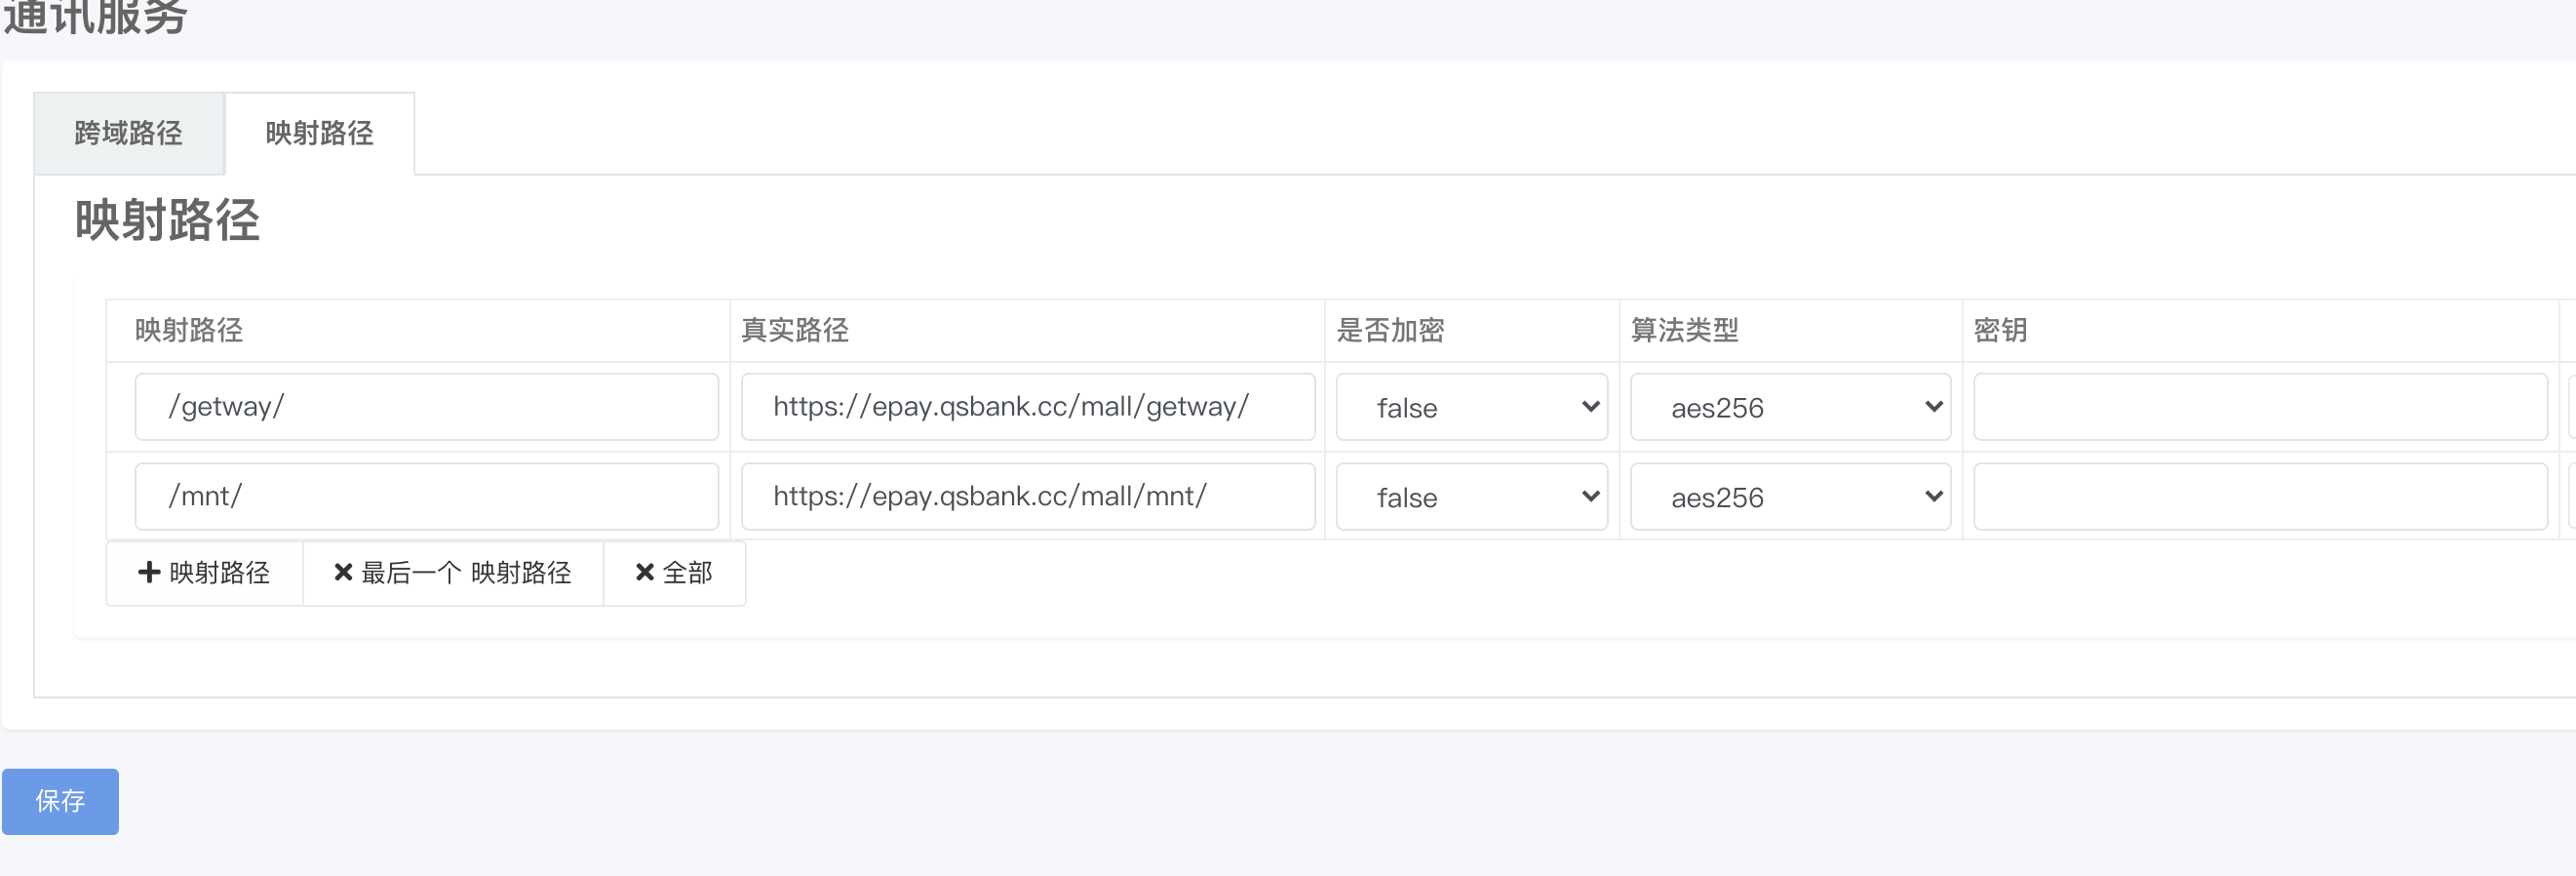 通讯服务
跨域路径 映射路径
映射路径
映射路径 真实路径 是否加密 算法类型 密钥
/getway/ https://epay.qsbank.cc/mall/getway/ false aes256
/mnt/ https://epay.qsbank.cc/mall/mnt/ false aes256
映射路径 最后一个 映射路径 全部
保存